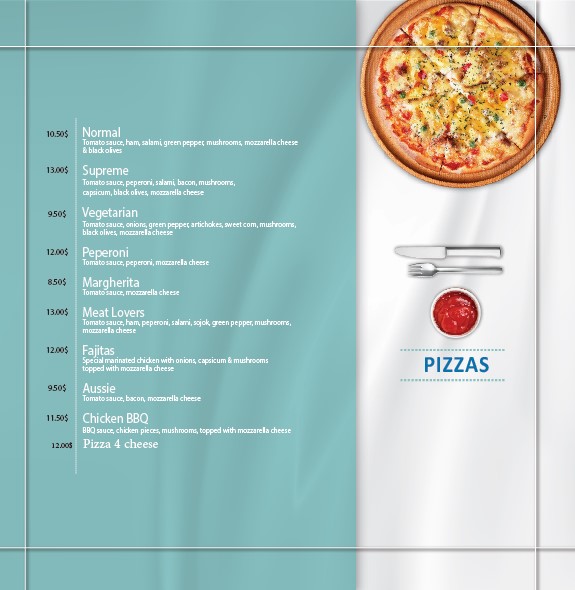 10.50$ Normal
Tomato sauce, ham, salami, green pepper, mushrooms, mozzarella cheese
& black olives
13.00$ Supreme
Tomato sauce, peperoni, salami, bacon, mushrooms,
capsicum, black olives, mozzarella cheese
9.50$ Vegetarian
Tomato sauce, onions, green pepper, artichokes, sweet corn, mushrooms,
black olives, mozzarella cheese
12.00$ Peperoni
Tomato sauce, peperoni, mozzarella cheese
8.50$ Margherita
Tomato sauce, mozzarella cheese
13.00$ Meat Lovers
Tomato sauce, ham, peperoni, salami, sojok, green pepper, mushrooms,
mozzarella cheese
12.00$ Fajitas
Special marinated chicken with onions, capsicum & mushrooms
topped with mozzarella cheese
9.50$ Aussie
Tomato sauce, bacon, mozzarella cheese
11.50$ Chicken BBQ
BBQ sauce, chicken pieces, mushrooms, topped with mozzarella cheese
12.00$ Pizza 4 cheese
PIZZAS